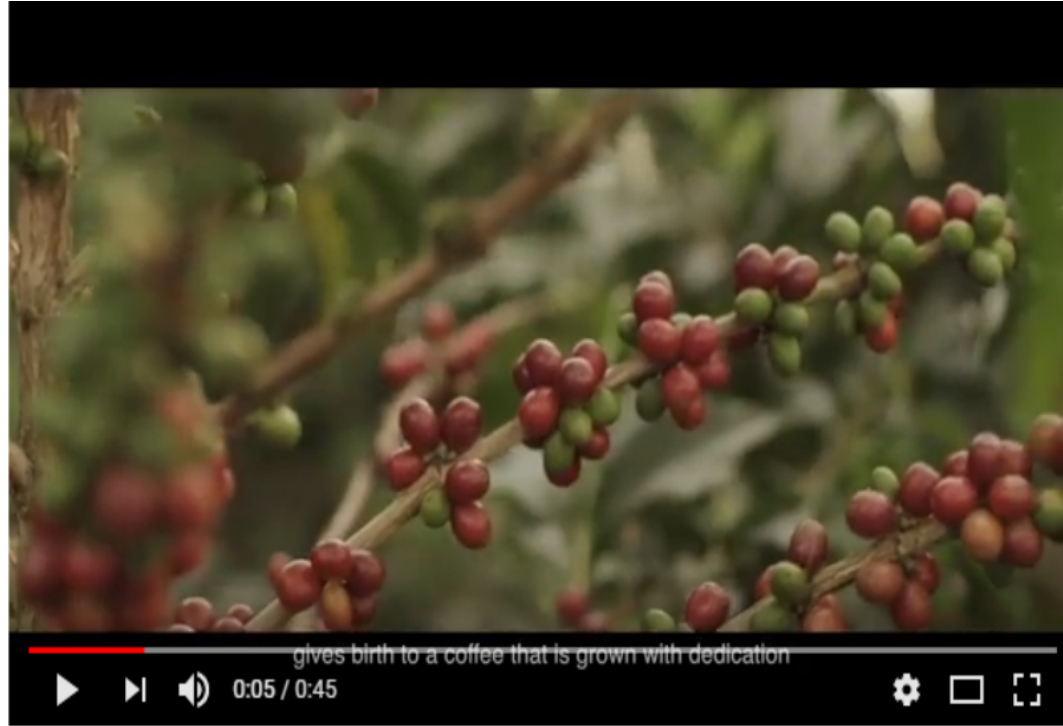 gives birth to a coffee that is grown with dedication
0:05 / 0:45